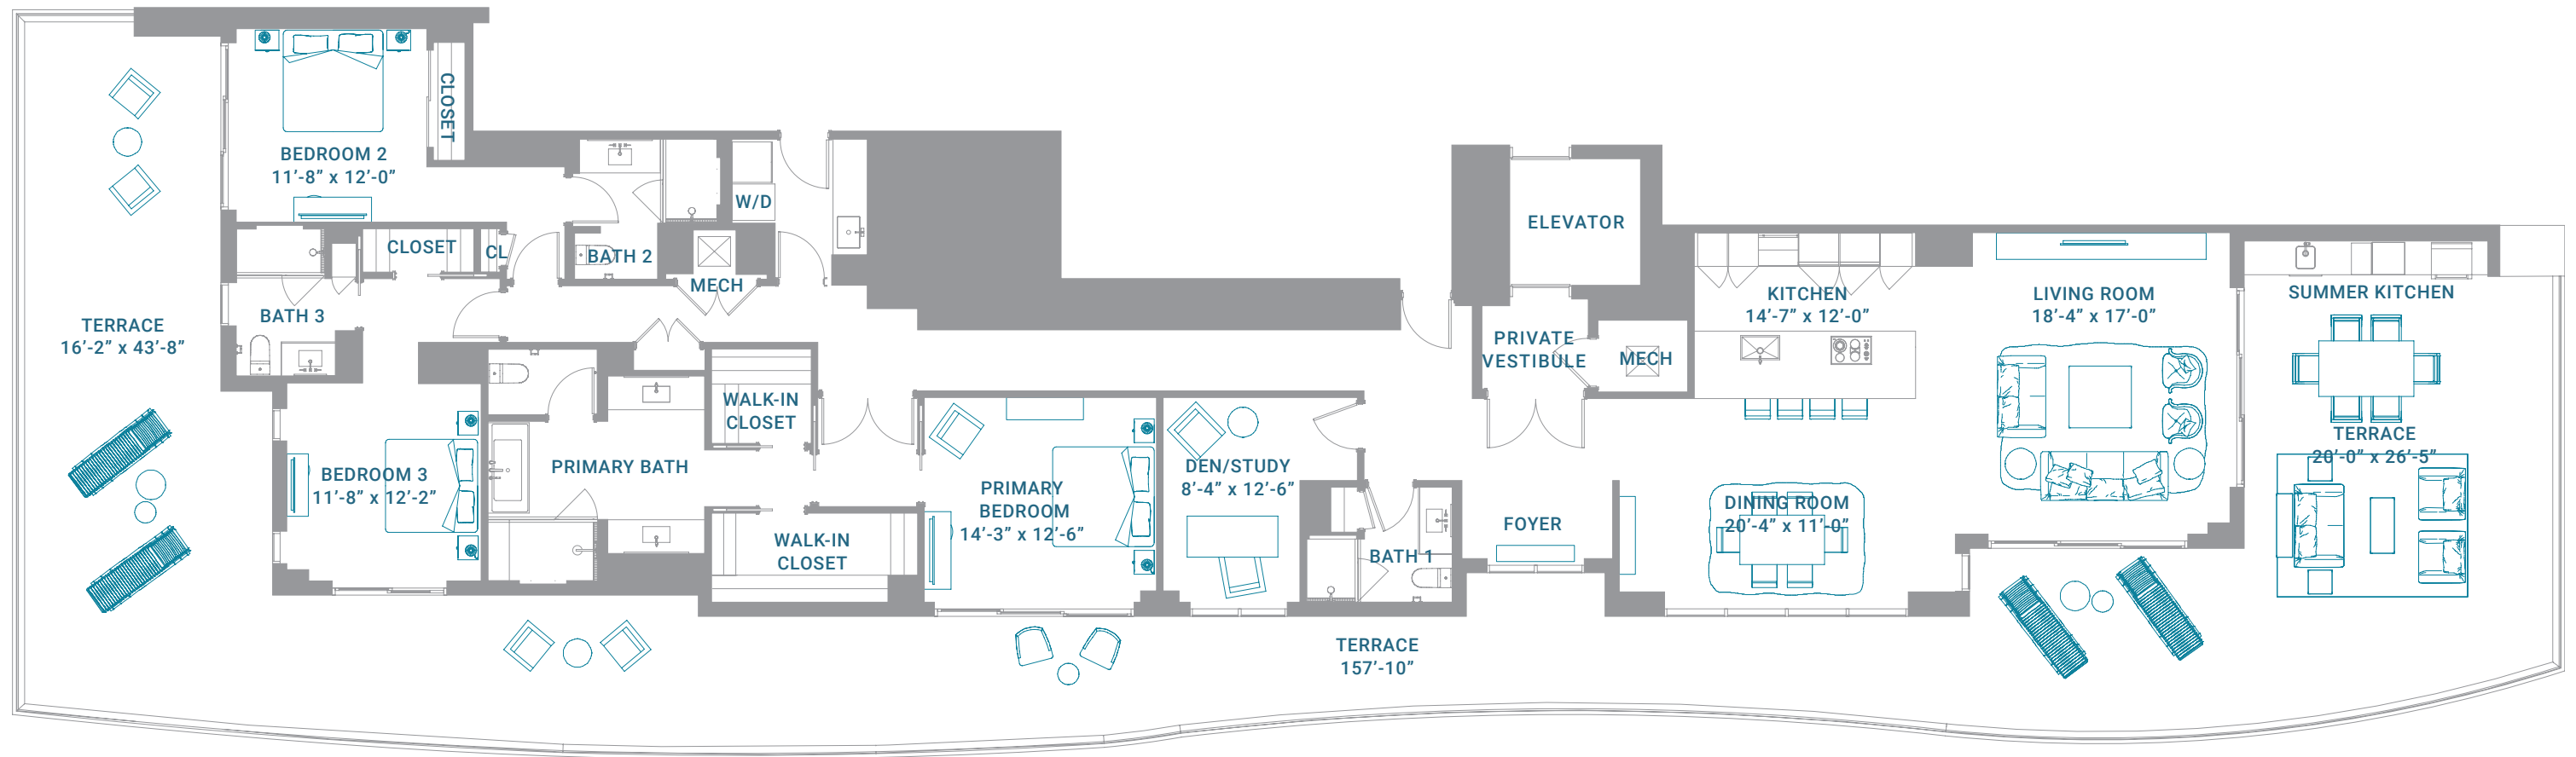 CLOSET
BEDROOM 2
11’-8” x 12’-0”
W/D
ELEVATOR
CLOSET
CL
BATH 2
MECH
BATH 3
TERRACE
16’-2” x 43’-8”
KITCHEN
14’-7” x 12’-0”
LIVING ROOM
18’-4” x 17’-0”
SUMMER KITCHEN
PRIVATE
VESTIBULE
MECH
WALK-IN
CLOSET
TERRACE
20’-0” x 26’-5”
BEDROOM 3
11’-8” x 12’-2”
PRIMARY BATH
PRIMARY
BEDROOM
14’-3” x 12’-6”
DEN/STUDY
8’-4” x 12’-6”
DINING ROOM
20’-4” x 11’-0”
FOYER
WALK-IN
CLOSET
BATH 1
TERRACE
157’-10”